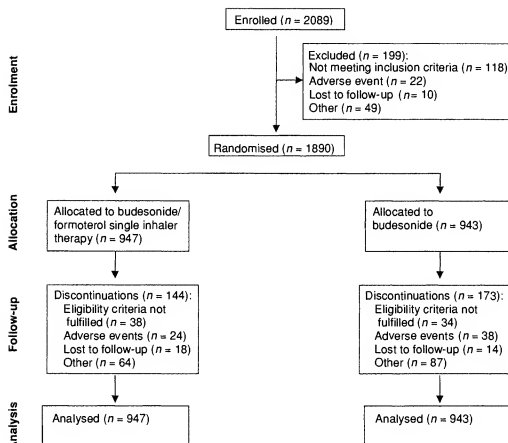 Enrolment
Enrolled (n = 2089)
Excluded (n = 199):
Not meeting inclusion criteria (n = 118)
Adverse event (n = 22)
Lost to follow-up (n = 10)
Other (n = 49)
Randomised (n = 1890)
Allocation
Allocated to budesonide/
formoterol single inhaler
therapy (n = 947)
Allocated to
budesonide (n = 943)
Follow-up
Discontinuations (n = 144):
Eligibility criteria not
fulfilled (n = 38)
Adverse events (n = 24)
Lost to follow-up (n = 18)
Other (n = 64)
Discontinuations (n = 173):
Eligibility criteria not
fulfilled (n = 34)
Adverse events (n = 38)
Lost to follow-up (n = 14)
Other (n = 87)
Analysis
Analysed (n = 947)
Analysed (n = 943)